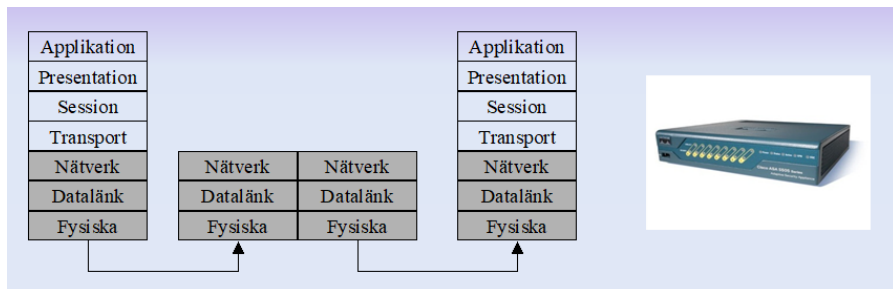 Applikation
Presentation
Session
Transport
Nätverk
Datalänk
Fysiska
Nätverk Nätverk
Datalänk Datalänk
Fysiska Fysiska
Applikation
Presentation
Session
Transport
Nätverk
Datalänk
Fysiska